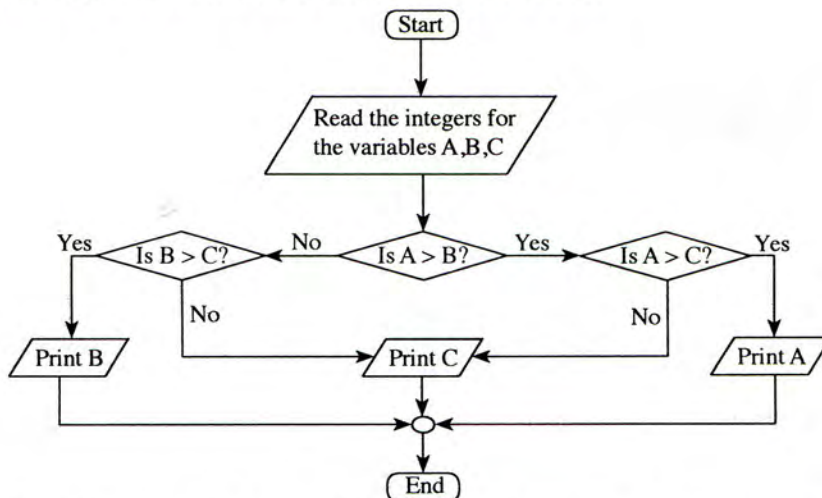 Start
Read the integers for
the variables A,B,C
Yes
Is B > C?
No
Is A > B?
Yes
Is A > C?
Yes
No
No
Print B
Print C
Print A
End